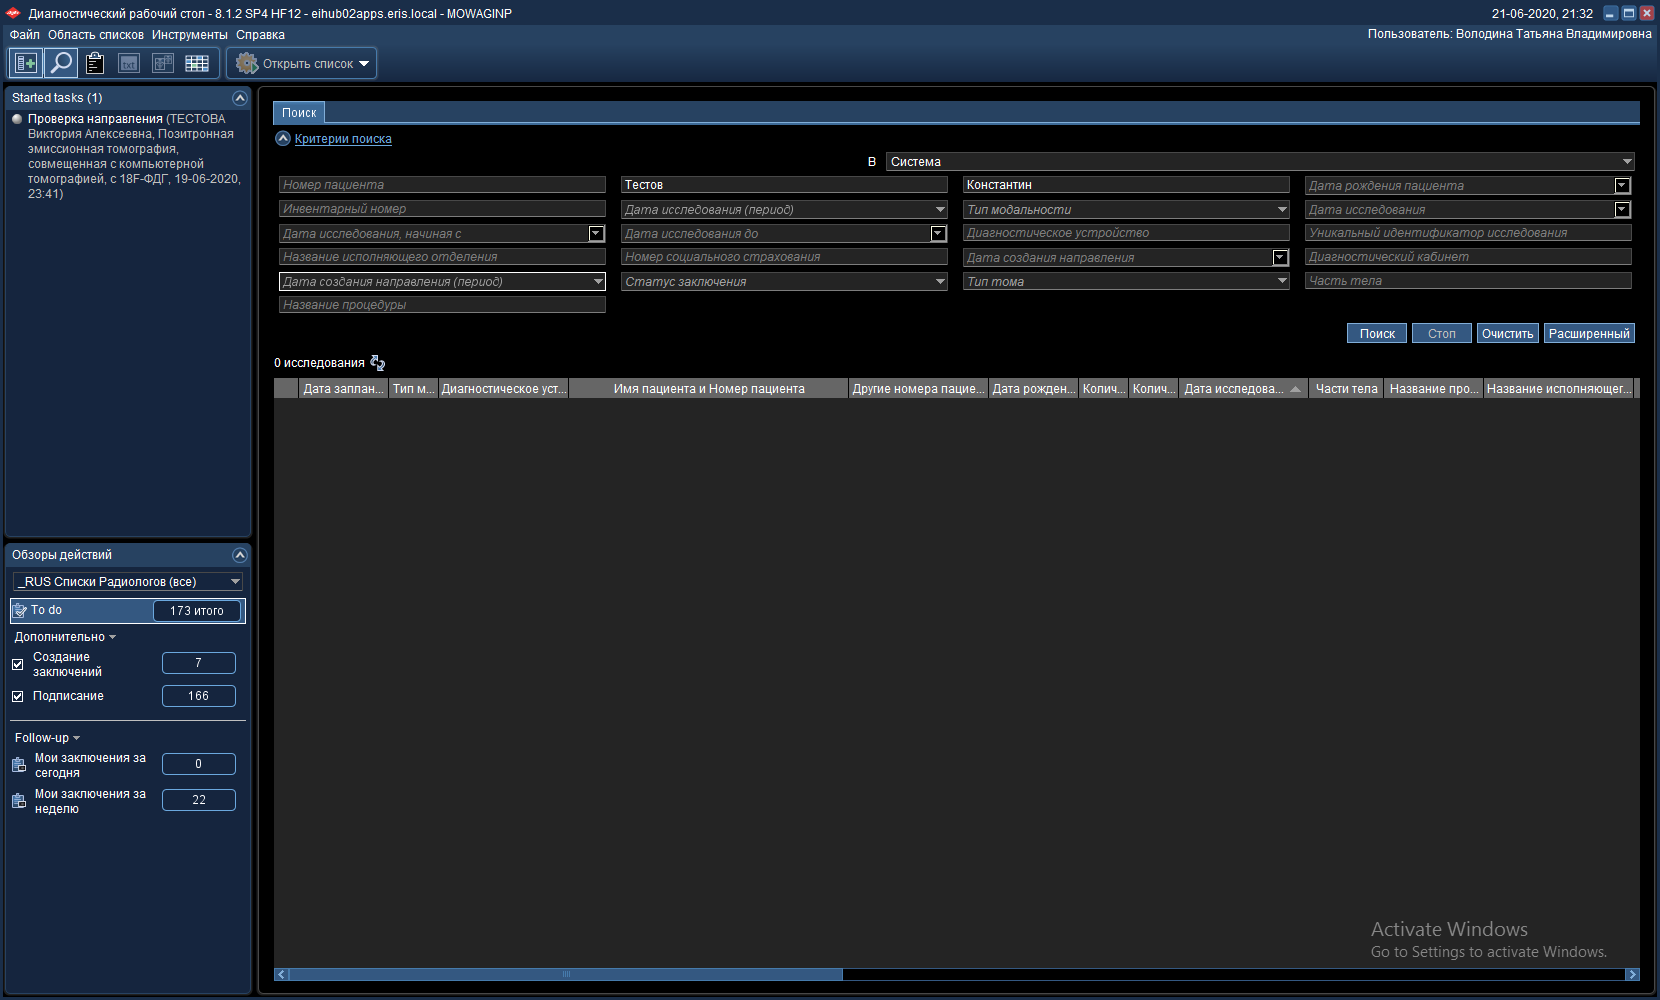 Диагностический рабочий стол - 8.1.2 SP4 HF12 - eihub02apps.eris.local - MOWAGINP
21-06-2020, 21:32
Файл Область списков Инструменты Справка
Пользователь: Володина Татьяна Владимировна
txt
Открыть список
Started tasks (1)
Проверка направления (ТЕСТОВА
Виктория Алексеевна, Позитронная
эмиссионная томография,
совмещенная с компьютерной
томографией, с 18F-ФДГ, 19-06-2020,
23:41)
Поиск
Критерии поиска
В Система
Номер пациента Тестов Константин Дата рождения пациента
Инвентарный номер Дата исследования (период) Тип модальности Дата исследования
Дата исследования, начиная с Дата исследования до Диагностическое устройство Уникальный идентификатор исследования
Название исполняющего отделения Номер социального страхования Дата создания направления Диагностический кабинет
Дата создания направления (период) Статус заключения Тип тома Часть тела
Название процедуры
Поиск Стоп Очистить Расширенный
0 исследования
Дата заплан... Тип м... Диагностическое уст... Имя пациента и Номер пациента Другие номера пацие... Дата рожден... Колич... Колич... Дата исследова... Части тела Название про... Название исполняющег...
Обзоры действий
_RUS Списки Радиологов (все)
To do 173 итого
Дополнительно
Создание
заключений
7
Подписание 166
Follow-up
Мои заключения за
сегодня
0
Мои заключения за
неделю
22
Activate Windows
Go to Settings to activate Windows.